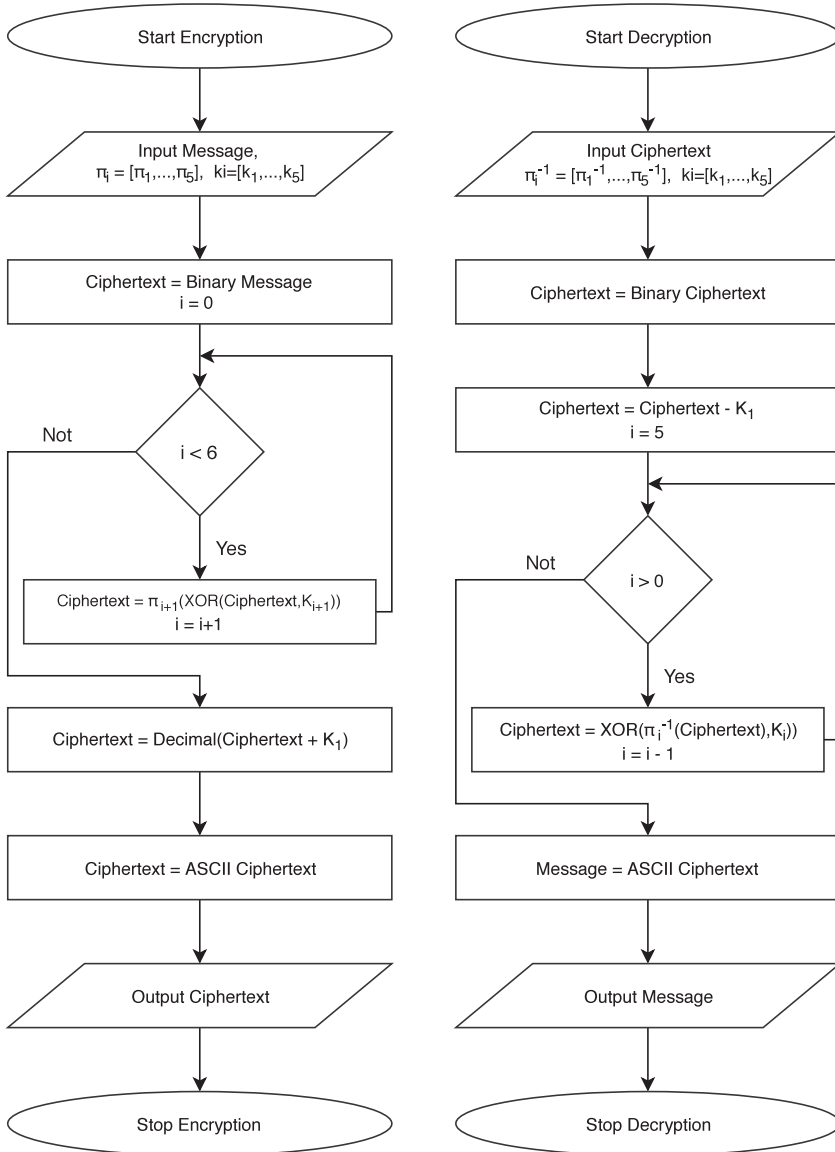 Start Encryption
Input Message,
πi = [π1,...,π5], ki=[k1,...,k5]
Ciphertext = Binary Message
i = 0
Not
i < 6
Yes
Ciphertext = πi+1(XOR(Ciphertext,Ki+1))
i = i+1
Ciphertext = Decimal(Ciphertext + K1)
Ciphertext = ASCII Ciphertext
Output Ciphertext
Stop Encryption
Start Decryption
Input Ciphertext
πi-1 = [π1-1,...,π5-1], ki=[k1,...,k5]
Ciphertext = Binary Ciphertext
Ciphertext = Ciphertext - K1
i = 5
Not
i > 0
Yes
Ciphertext = XOR(πi-1(Ciphertext),Ki))
i = i - 1
Message = ASCII Ciphertext
Output Message
Stop Decryption